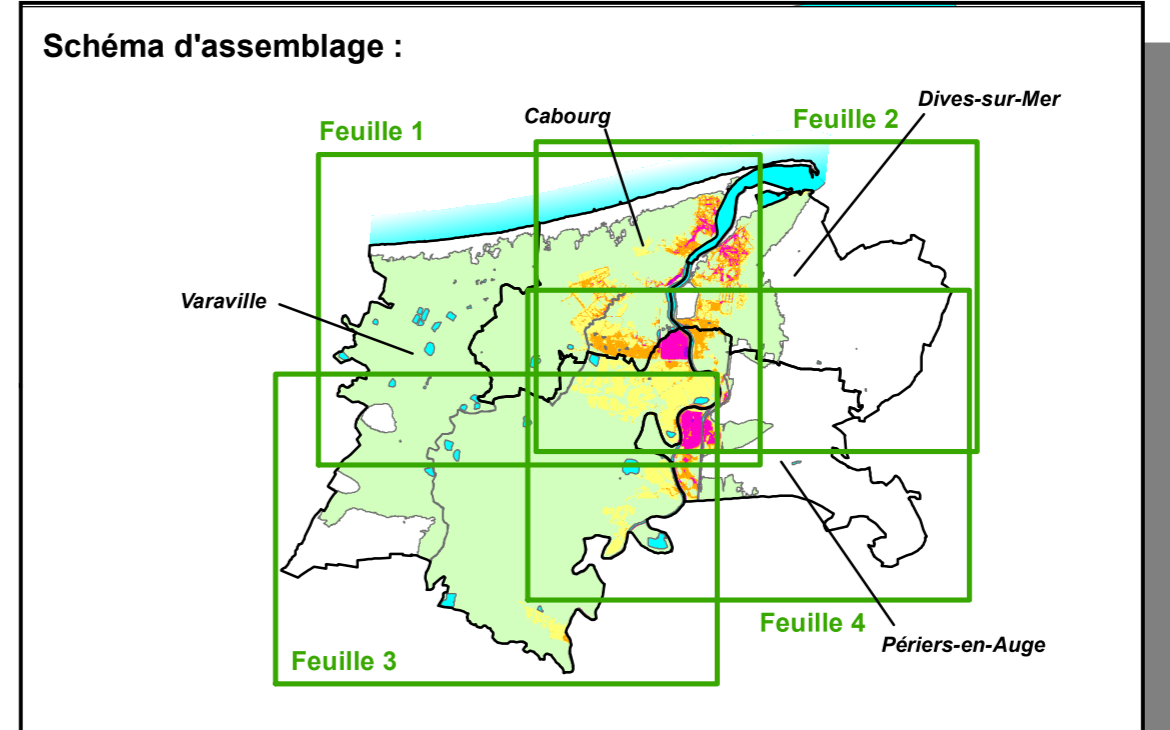 Schéma d'assemblage :
Dives-sur-Mer
Cabourg
Feuille 2
Feuille 1
Varaville
Feuille 4
Périers-en-Auge
Feuille 3